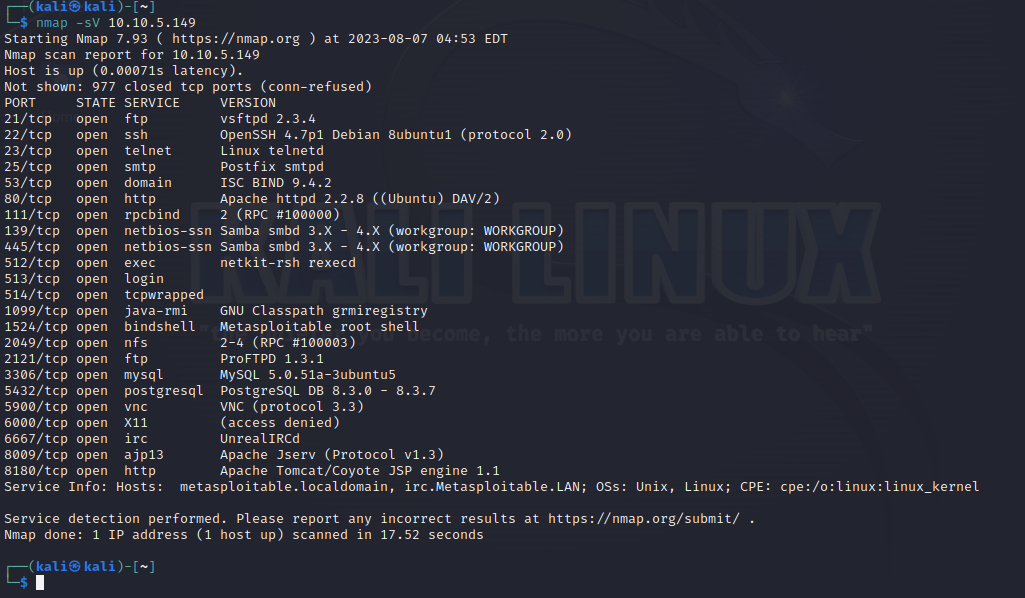 ┌──(kali㉿kali)-[~]
└─$ nmap -sV 10.10.5.149
Starting Nmap 7.93 ( https://nmap.org ) at 2023-08-07 04:53 EDT
Nmap scan report for 10.10.5.149
Host is up (0.00071s latency).
Not shown: 977 closed tcp ports (conn-refused)
PORT     STATE SERVICE     VERSION
21/tcp   open  ftp         vsftpd 2.3.4
22/tcp   open  ssh         OpenSSH 4.7p1 Debian 8ubuntu1 (protocol 2.0)
23/tcp   open  telnet      Linux telnetd
25/tcp   open  smtp        Postfix smtpd
53/tcp   open  domain      ISC BIND 9.4.2
80/tcp   open  http        Apache httpd 2.2.8 ((Ubuntu) DAV/2)
111/tcp  open  rpcbind     2 (RPC #100000)
139/tcp  open  netbios-ssn Samba smbd 3.X - 4.X (workgroup: WORKGROUP)
445/tcp  open  netbios-ssn Samba smbd 3.X - 4.X (workgroup: WORKGROUP)
512/tcp  open  exec        netkit-rsh rexecd
513/tcp  open  login
514/tcp  open  tcpwrapped
1099/tcp open  java-rmi    GNU Classpath grmiregistry
1524/tcp open  bindshell   Metasploitable root shell
2049/tcp open  nfs         2-4 (RPC #100003)
2121/tcp open  ftp         ProFTPD 1.3.1
3306/tcp open  mysql       MySQL 5.0.51a-3ubuntu5
5432/tcp open  postgresql  PostgreSQL DB 8.3.0 - 8.3.7
5900/tcp open  vnc         VNC (protocol 3.3)
6000/tcp open  X11         (access denied)
6667/tcp open  irc         UnrealIRCd
8009/tcp open  ajp13       Apache Jserv (Protocol v1.3)
8180/tcp open  http        Apache Tomcat/Coyote JSP engine 1.1
Service Info: Hosts:  metasploitable.localdomain, irc.Metasploitable.LAN; OSs: Unix, Linux; CPE: cpe:/o:linux:linux_kernel

Service detection performed. Please report any incorrect results at https://nmap.org/submit/ .
Nmap done: 1 IP address (1 host up) scanned in 17.52 seconds

┌──(kali㉿kali)-[~]
└─$
KALI LINUX
become, the more you are able to hear"